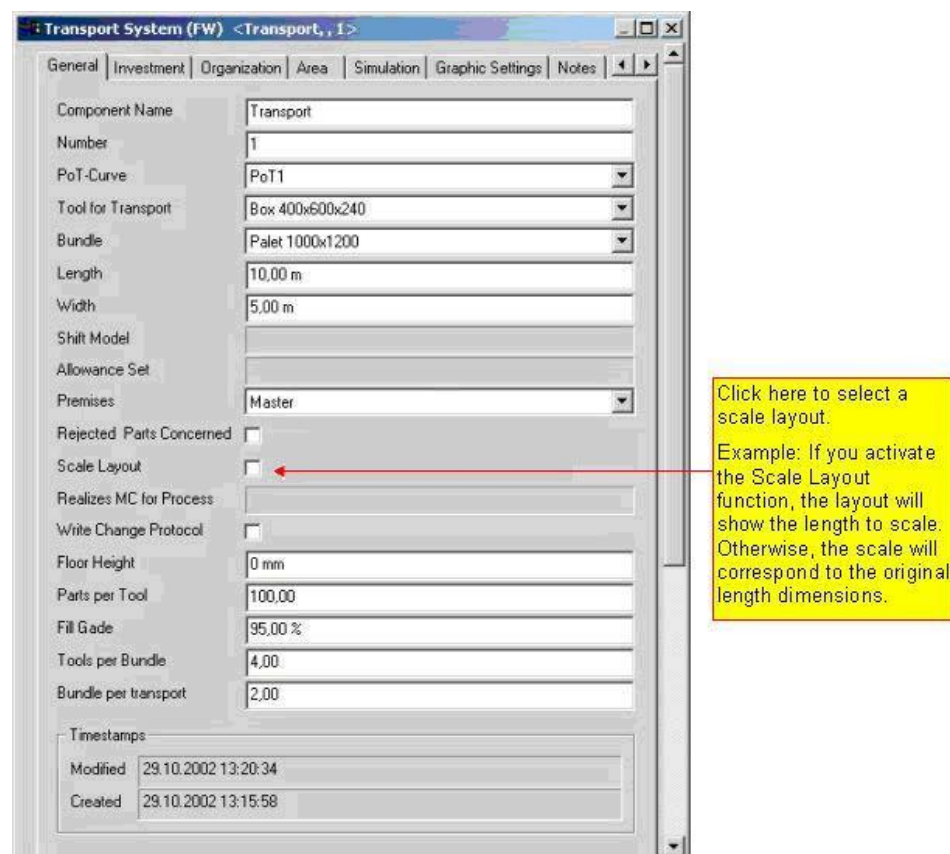 Transport System (FW) <Transport, , 1>
General Investment Organization Area Simulation Graphic Settings Notes
Component Name Transport
Number 1
PoT-Curve PoT1
Tool for Transport Box 400x600x240
Bundle Palet 1000x1200
Length 10,00 m
Width 5,00 m
Shift Model
Allowance Set
Premises Master
Rejected Parts Concerned
Scale Layout
Realizes MC for Process
Write Change Protocol
Floor Height 0 mm
Parts per Tool 100,00
Fill Gade 95,00 %
Tools per Bundle 4,00
Bundle per transport 2,00
Timestamps
Modified 29.10.2002 13:20:34
Created 29.10.2002 13:15:58
Click here to select a
scale layout.
Example: If you activate
the Scale Layout
function, the layout will
show the length to scale.
Otherwise, the scale will
correspond to the original
length dimensions.